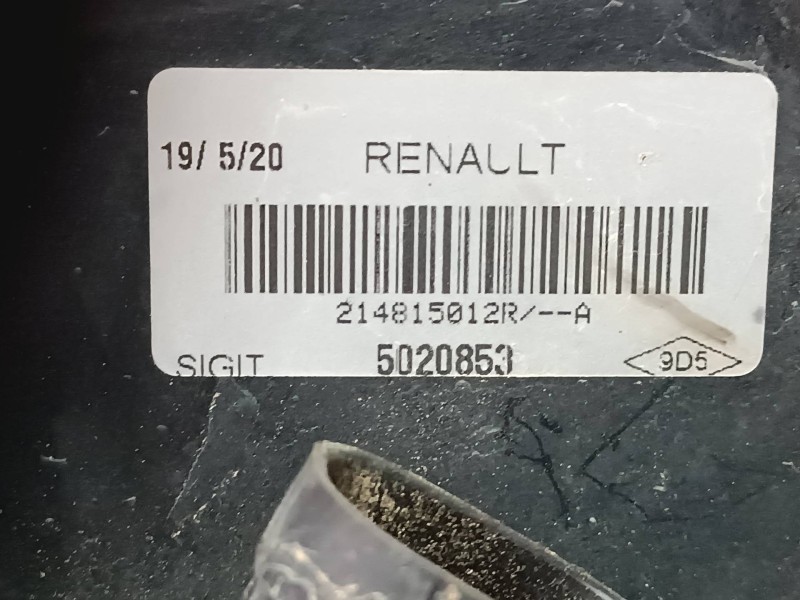 19/ 5/20 RENAULT
214815012R/--A
SIGIT 5020853 9D5